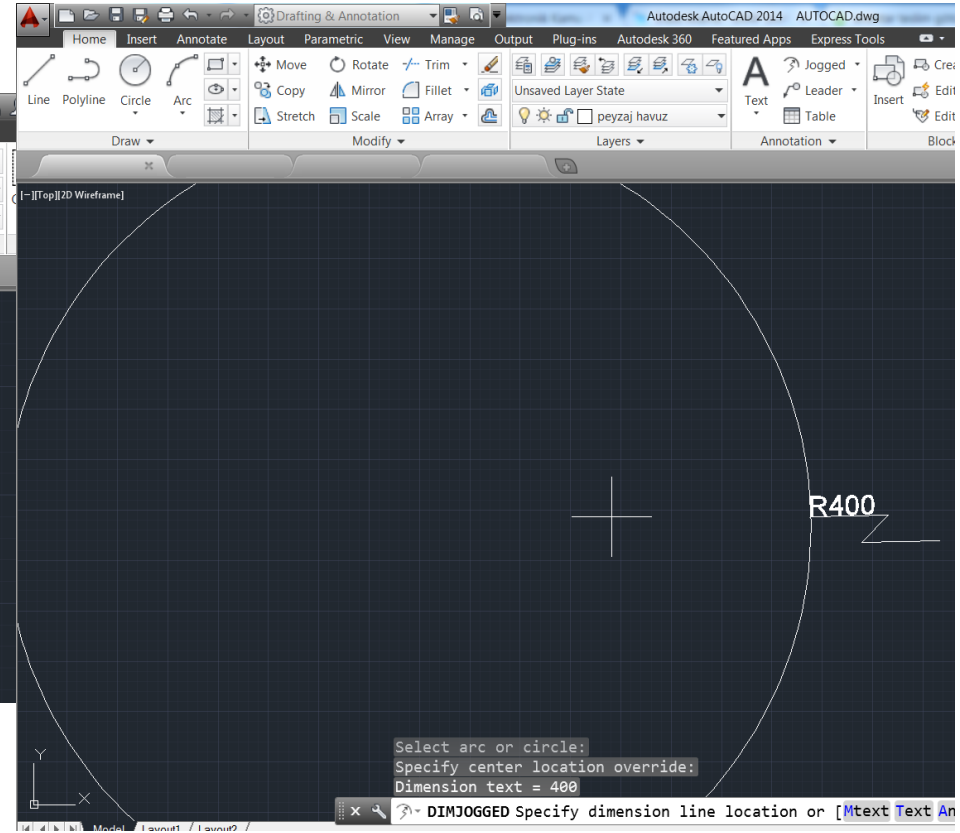 Drafting & Annotation
Autodesk AutoCAD 2014 AUTOCAD.dwg
Home Insert Annotate Layout Parametric View Manage Output Plug-ins Autodesk 360 Featured Apps Express Tools
Move Rotate Trim Jogged
Copy Mirror Fillet Unsaved Layer State Leader
Line Polyline Circle Arc Text Insert
Stretch Scale Array peyzaj havuz Table
Draw Modify Layers Annotation
[−][Top][2D Wireframe]
R400
Y
X
Select arc or circle:
Specify center location override:
Dimension text = 400
DIMJOGGED Specify dimension line location or [Mtext Text An
Model Layout1 Layout2